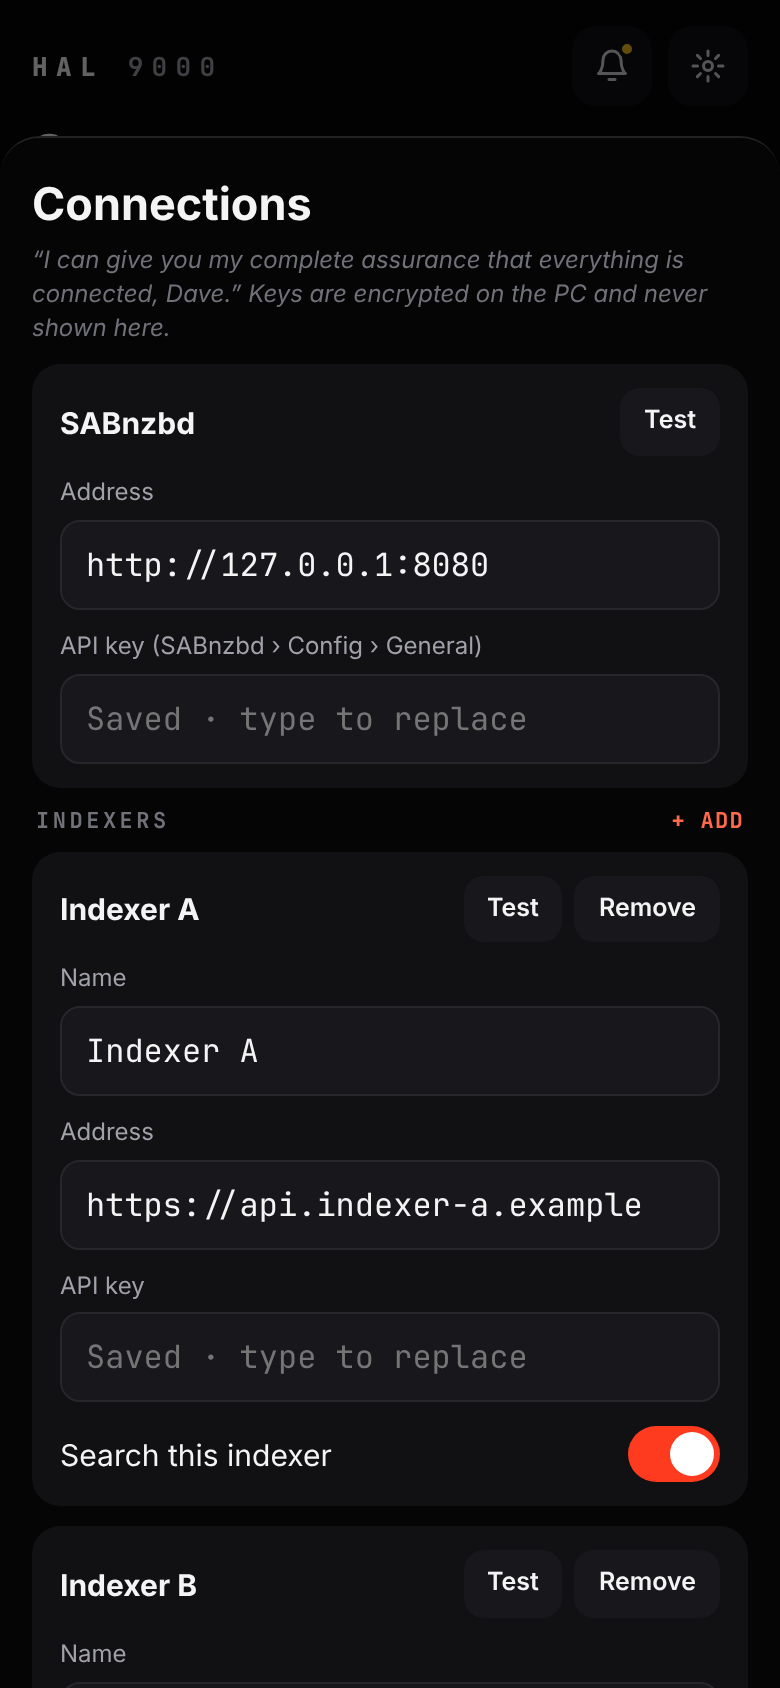 HAL 9000
Connections
“I can give you my complete assurance that everything is
connected, Dave.” Keys are encrypted on the PC and never
shown here.
SABnzbd
Test
Address
http://127.0.0.1:8080
API key (SABnzbd › Config › General)
Saved · type to replace
INDEXERS
+ ADD
Indexer A
Test
Remove
Name
Indexer A
Address
https://api.indexer-a.example
API key
Saved · type to replace
Search this indexer
Indexer B
Test
Remove
Name